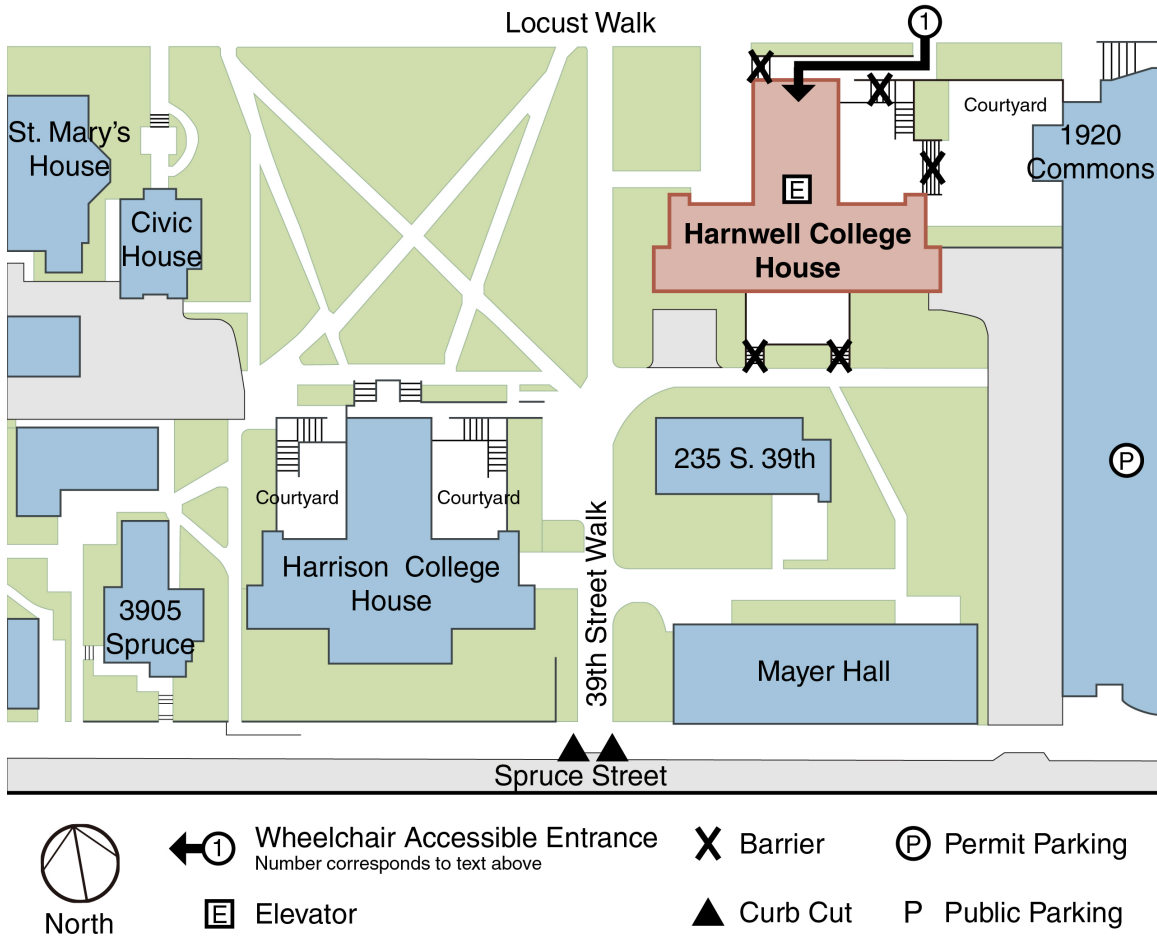 Locust Walk
1
Courtyard
St. Mary's
House
1920
Commons
E
Civic
House
Harnwell College
House
235 S. 39th
P
Courtyard
Courtyard
Harrison College
House
39th Street Walk
3905
Spruce
Mayer Hall
Spruce Street
1
Wheelchair Accessible Entrance
Number corresponds to text above
Barrier
P
Permit Parking
North
E
Elevator
Curb Cut
P
Public Parking